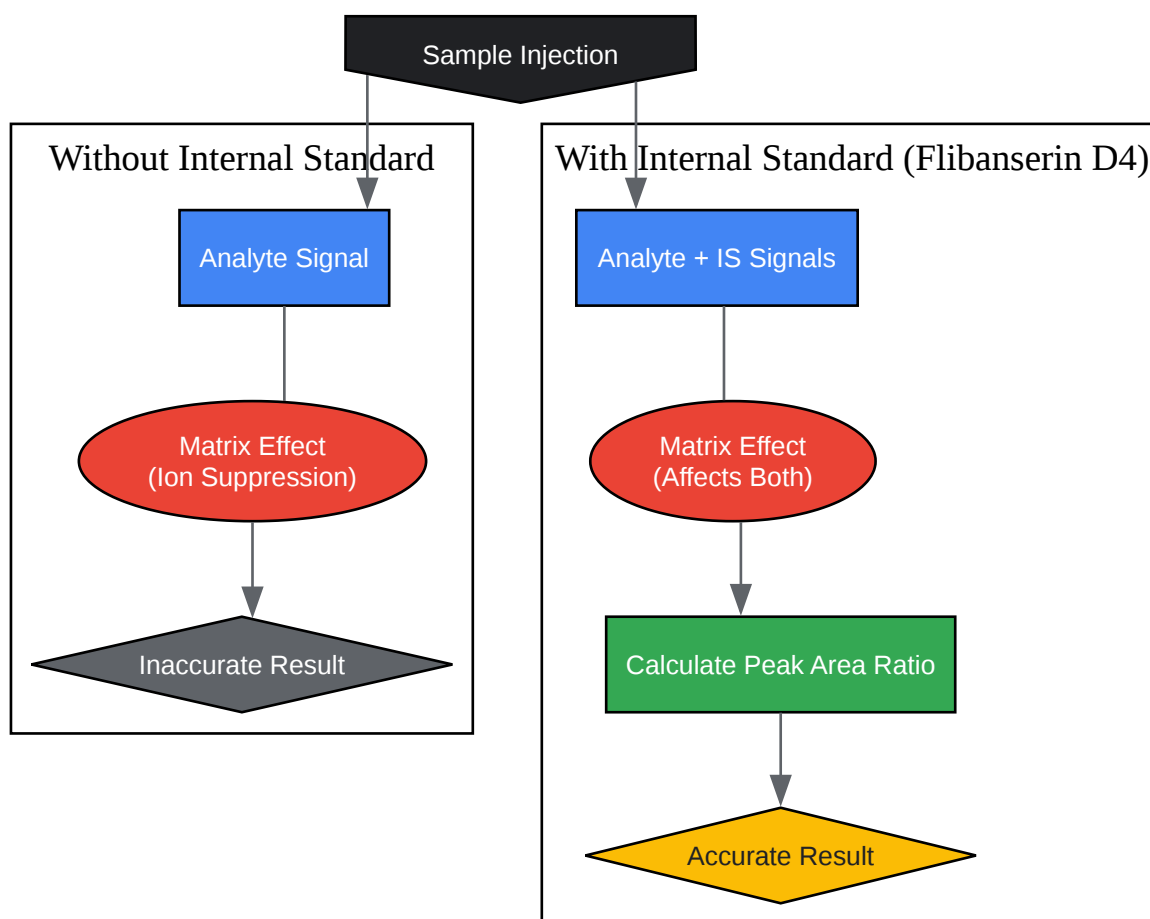 Sample Injection
Without Internal Standard
Analyte Signal
Matrix Effect
(Ion Suppression)
Inaccurate Result
With Internal Standard (Flibanserin D4)
Analyte + IS Signals
Matrix Effect
(Affects Both)
Calculate Peak Area Ratio
Accurate Result